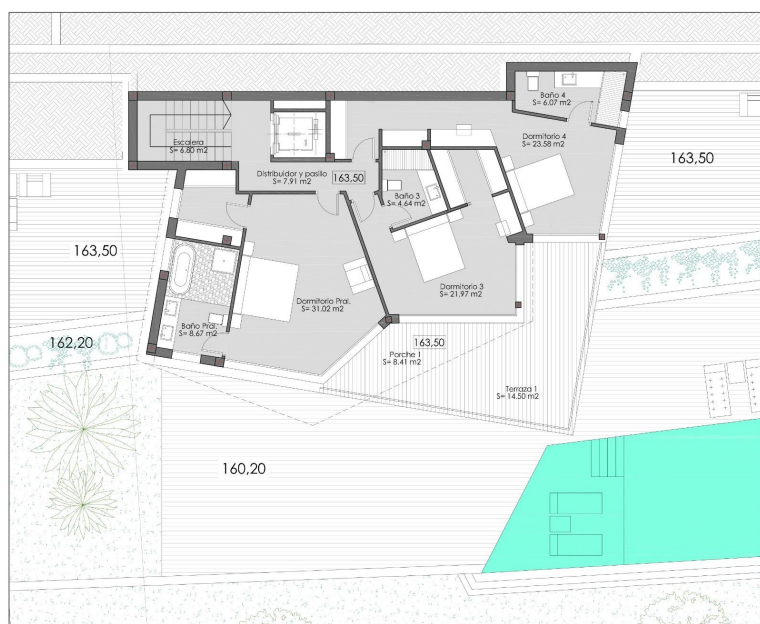 Baño 4
S= 6.07 m2
Escalera
S= 6.80 m2
Dormitorio 4
S= 23.58 m2
163,50
Distribuidor y pasillo
S= 7.91 m2
163,50
Baño 3
S= 4.64 m2
163,50
Dormitorio 3
S= 21.97 m2
Dormitorio Pral.
S= 31.02 m2
Baño Pral.
S= 8.67 m2
162,20
163,50
Porche 1
S= 8.41 m2
Terraza 1
S= 14.50 m2
160,20